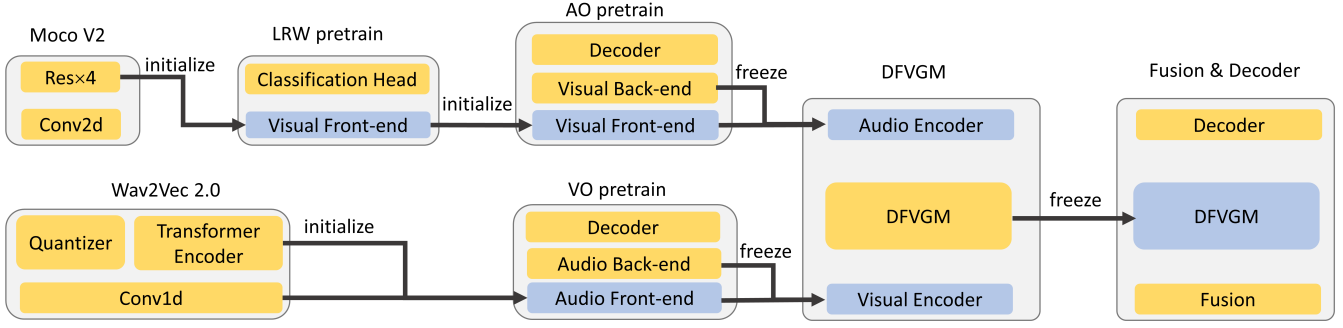 Moco V2
Res×4
Conv2d
initialize
LRW pretrain
Classification Head
Visual Front-end
initialize
AO pretrain
Decoder
Visual Back-end
Visual Front-end
freeze
Wav2Vec 2.0
Quantizer
Transformer
Encoder
Conv1d
initialize
VO pretrain
Decoder
Audio Back-end
Audio Front-end
freeze
DFVGM
Audio Encoder
DFVGM
Visual Encoder
freeze
Fusion & Decoder
Decoder
DFVGM
Fusion